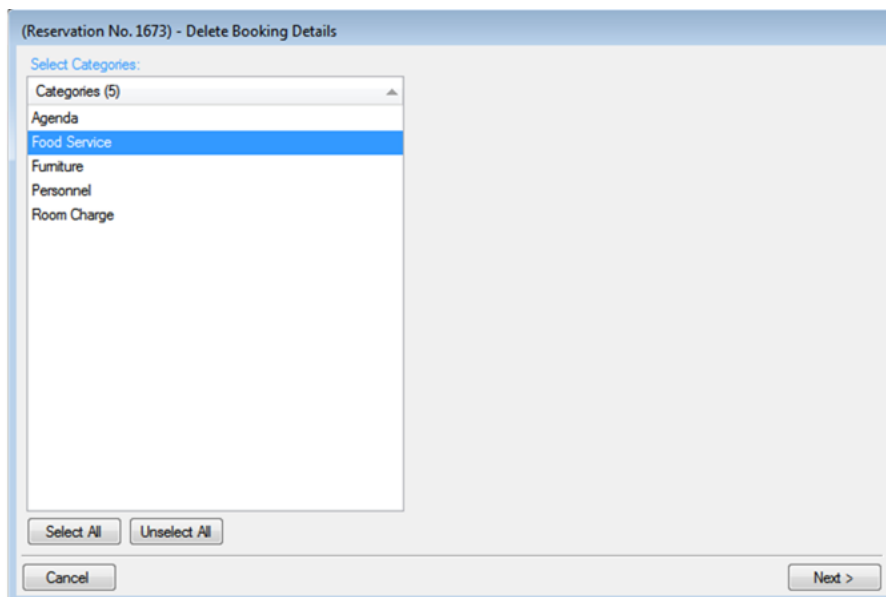 (Reservation No. 1673) - Delete Booking Details
Select Categories:
Categories (5)
Agenda
Food Service
Furniture
Personnel
Room Charge
Select All Unselect All
Cancel Next >